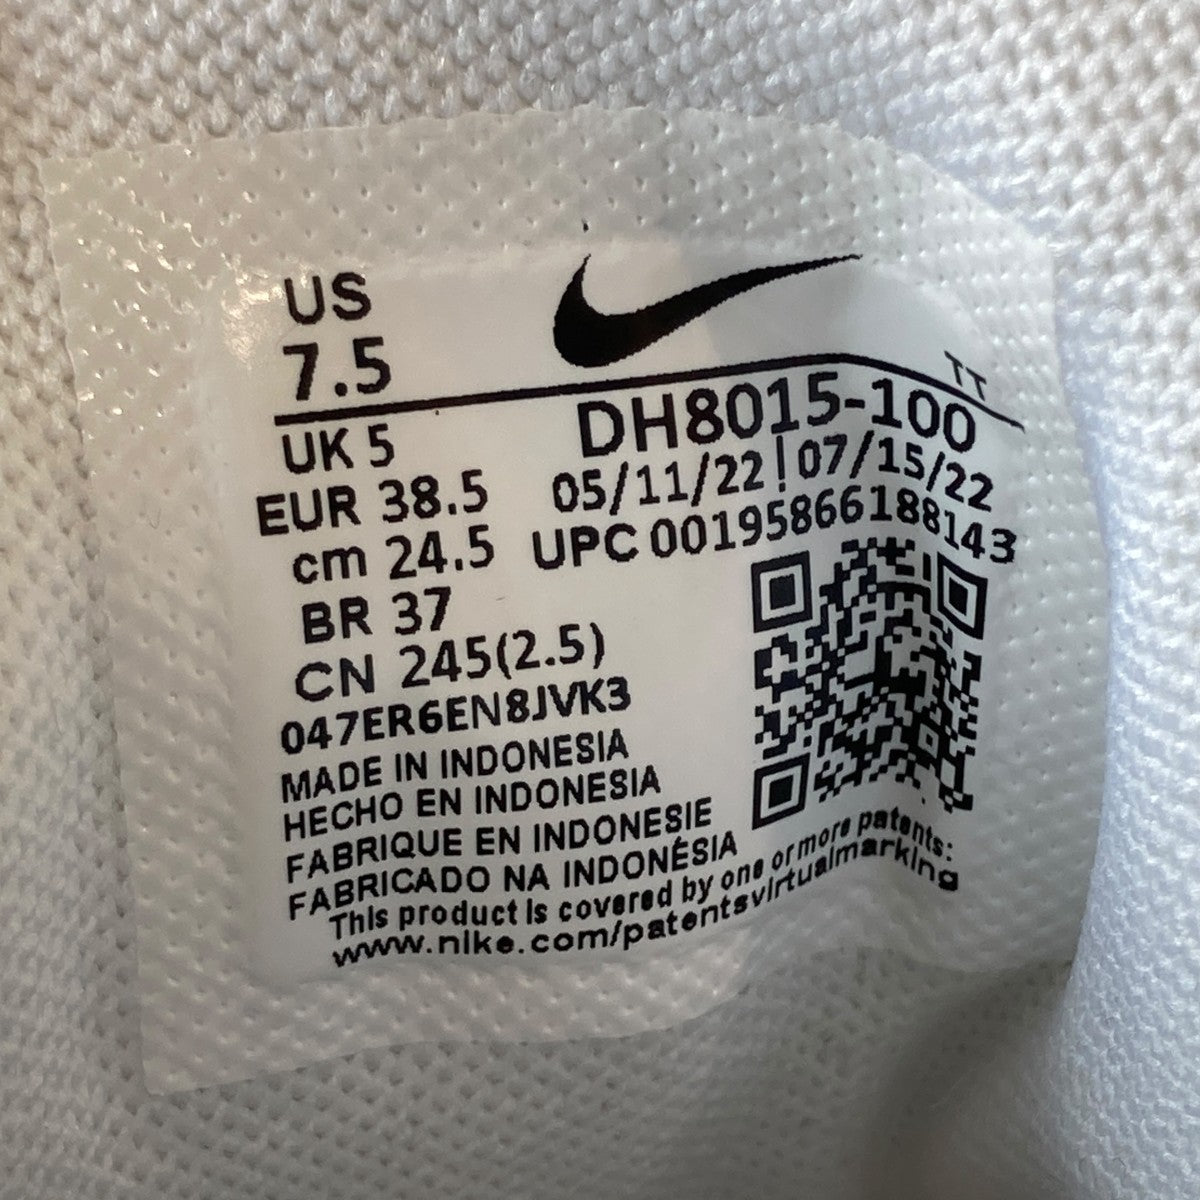 US
7.5
TT
UK 5
DH8015-100
EUR 38.5
05/11/22 | 07/15/22
cm 24.5
UPC 00195866188143
BR 37
CN 245(2.5)
047ER6EN8JVK3
MADE IN INDONESIA
HECHO EN INDONESIA
FABRIQUE EN INDONESIE
FABRICADO NA INDONÉSIA
This product is covered by one or more patents:
www.nike.com/patentsvirtualmarking